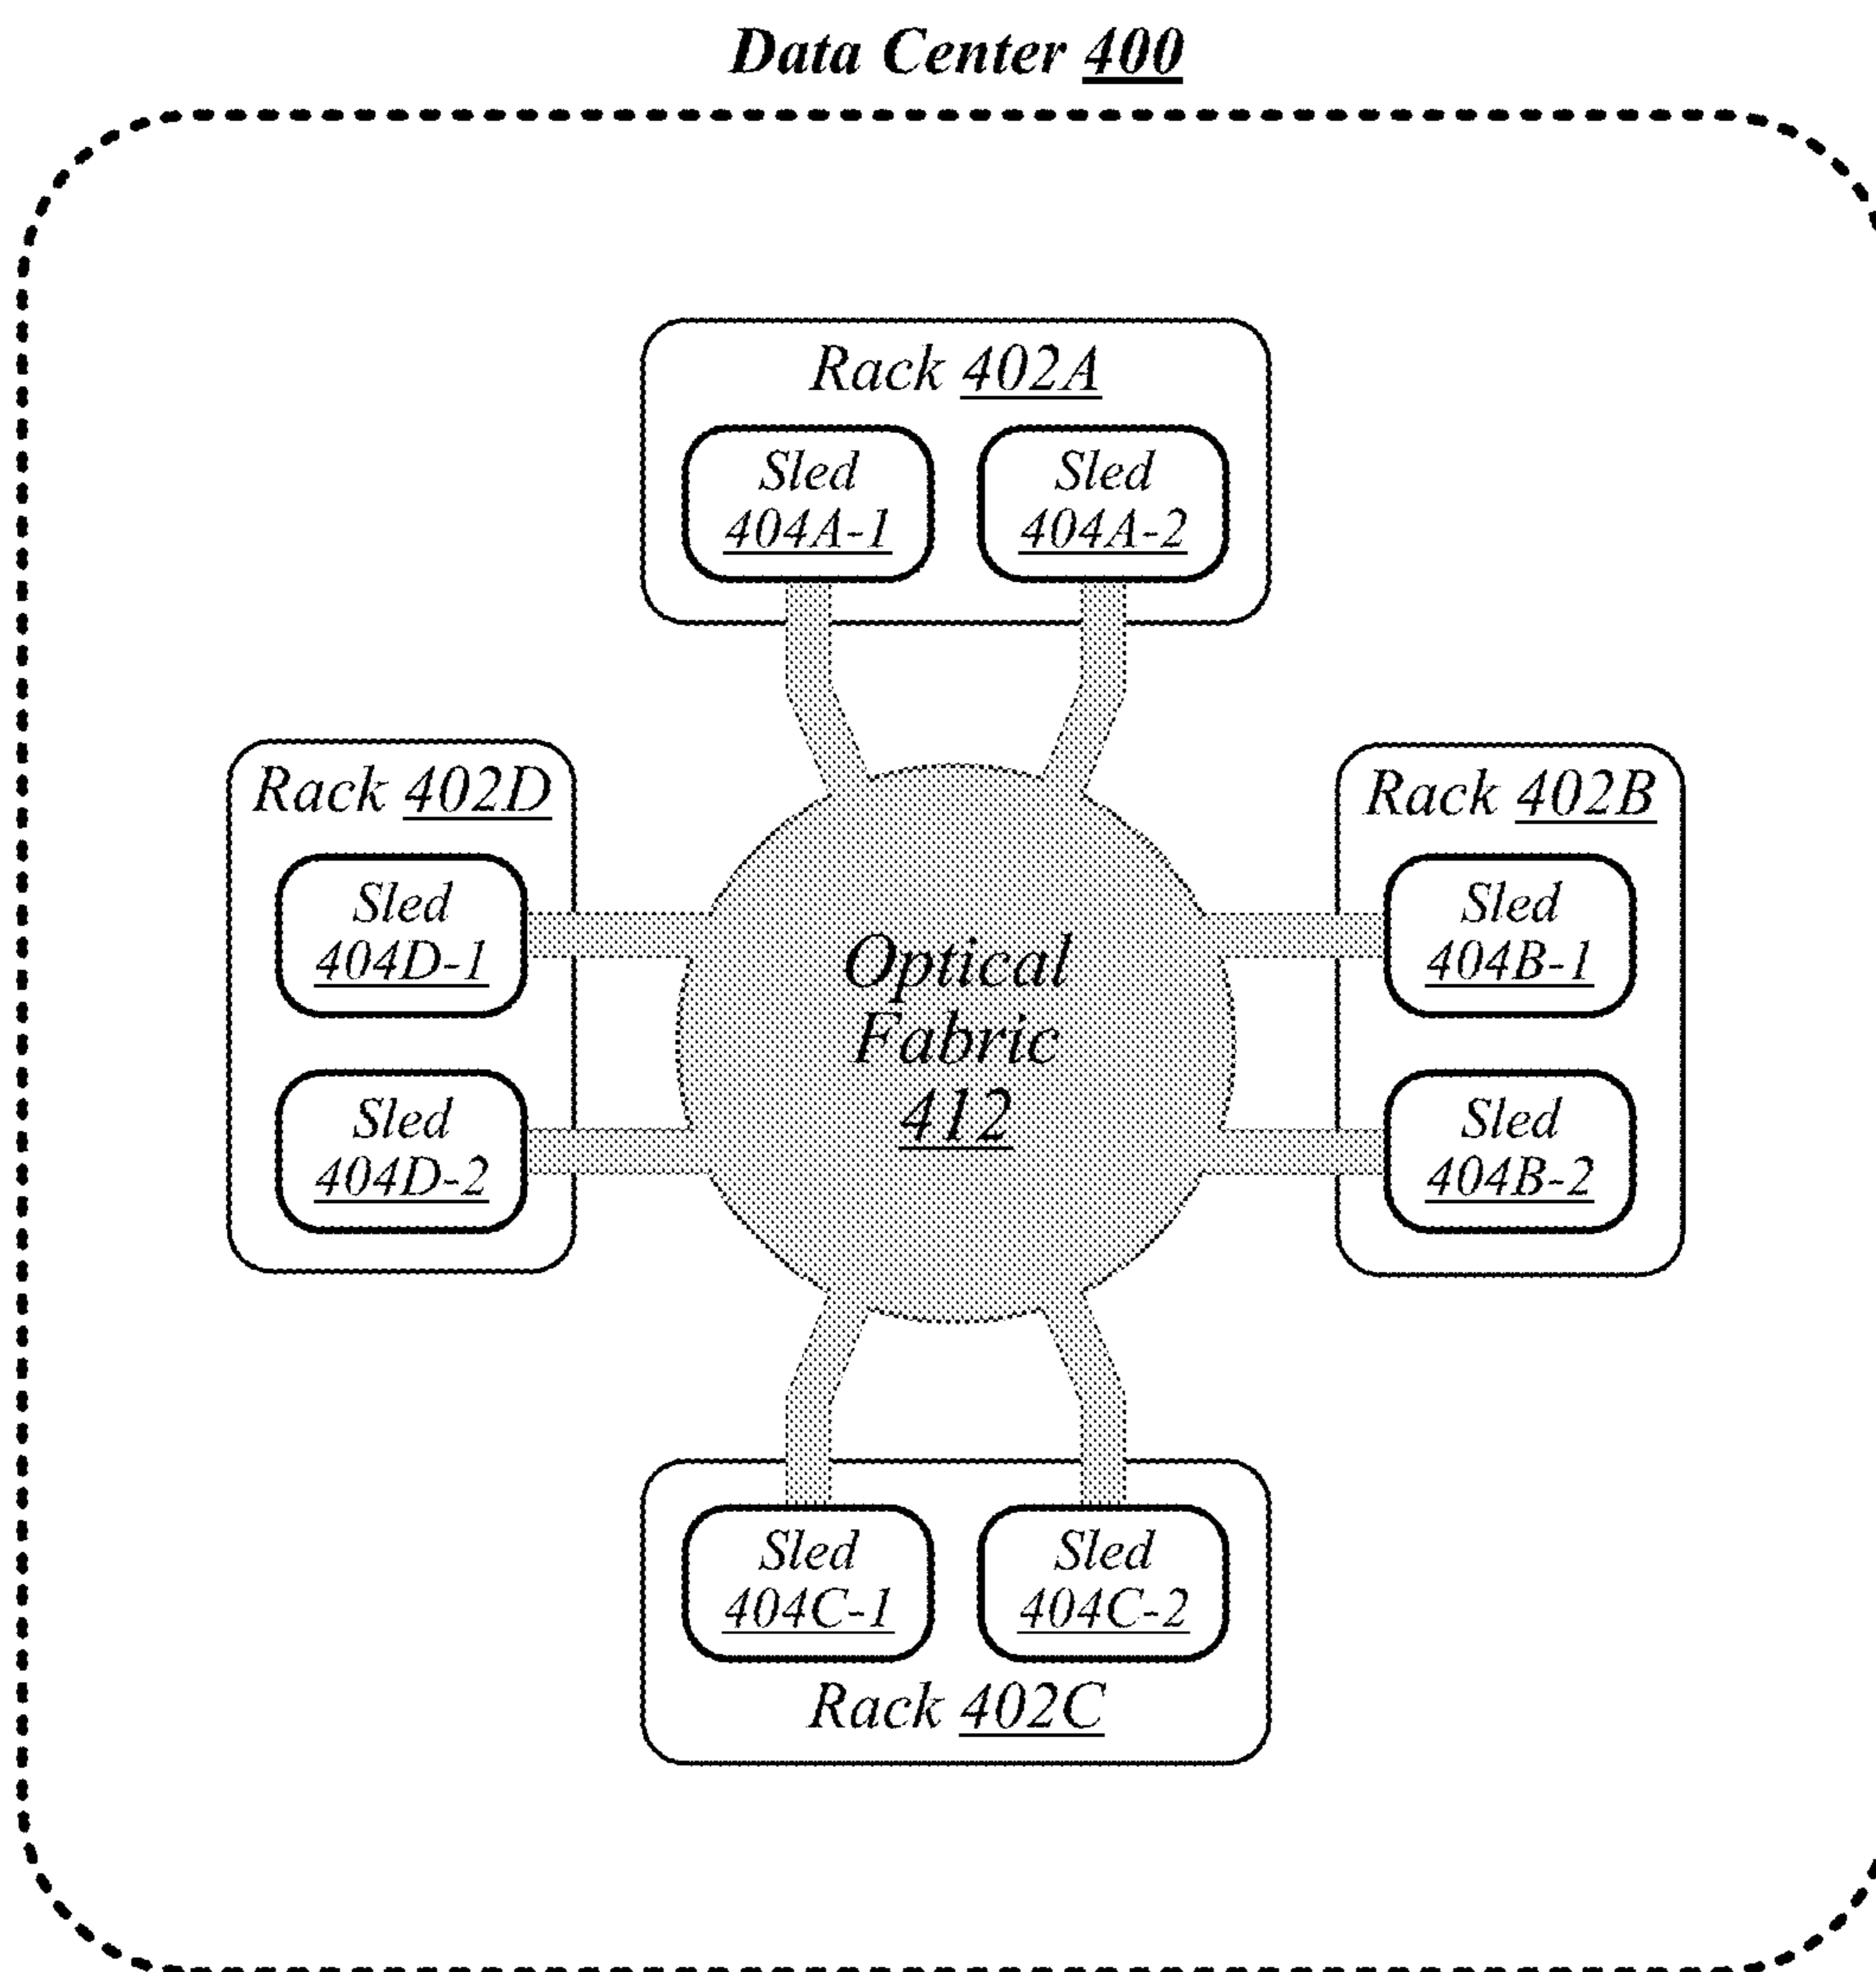 Data Center 400
Rack 402A
Sled
404A-1
Sled
404A-2
Rack 402D
Sled
404D-1
Sled
404D-2
Optical
Fabric
412
Rack 402B
Sled
404B-1
Sled
404B-2
Sled
404C-1
Sled
404C-2
Rack 402C